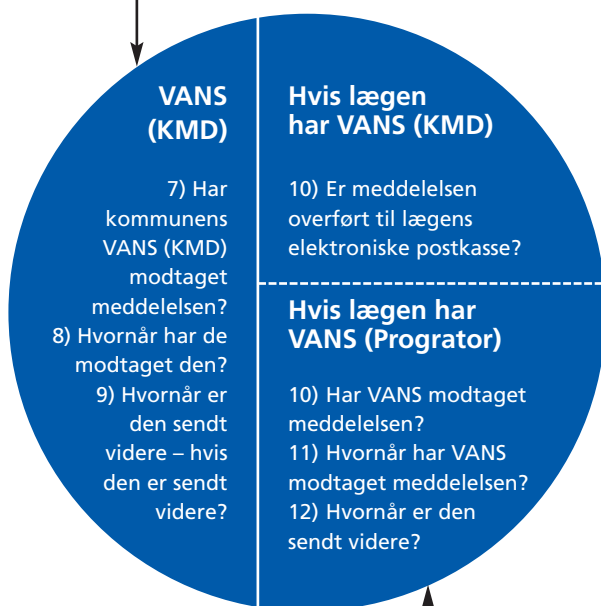 VANS
(KMD)
7) Har
kommunens
VANS (KMD)
modtaget
meddelelsen?
8) Hvornår har de
modtaget den?
9) Hvornår er
den sendt
videre – hvis
den er sendt
videre?
Hvis lægen
har VANS (KMD)
10) Er meddelelsen
overført til lægens
elektroniske postkasse?
Hvis lægen har
VANS (Progrator)
10) Har VANS modtaget
meddelelsen?
11) Hvornår har VANS
modtaget meddelelsen?
12) Hvornår er den
sendt videre?